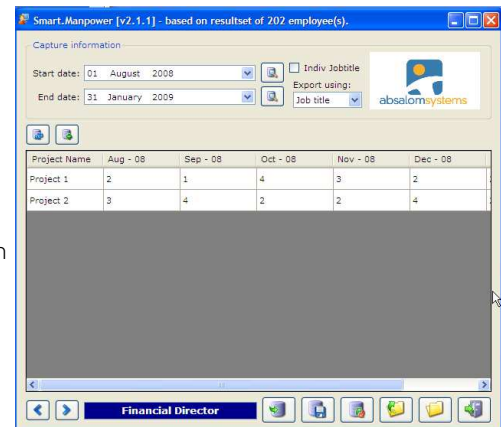 Smart.Manpower [v2.1.1] - based on resultset of 202 employee(s).
Capture information
Start date: 01 August 2008
Indiv Jobtitle
Export using:
End date: 31 January 2009
Job title
absalomsystems
Project Name Aug - 08 Sep - 08 Oct - 08 Nov - 08 Dec - 08
Project 1 2 1 4 3 2
Project 2 3 4 2 2 4
n
Financial Director